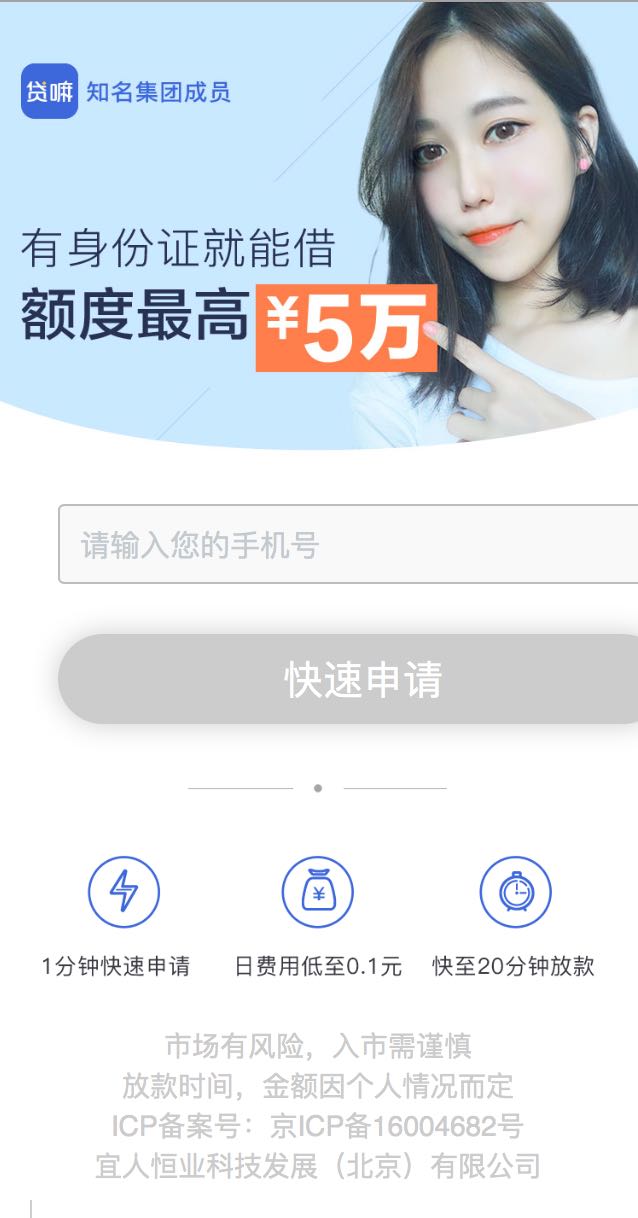 贷嘛 知名集团成员
有身份证就能借
额度最高¥5万
请输入您的手机号
快速申请
¥
1分钟快速申请 日费用低至0.1元 快至20分钟放款
市场有风险，入市需谨慎
放款时间，金额因个人情况而定
ICP备案号：京ICP备16004682号
宜人恒业科技发展（北京）有限公司